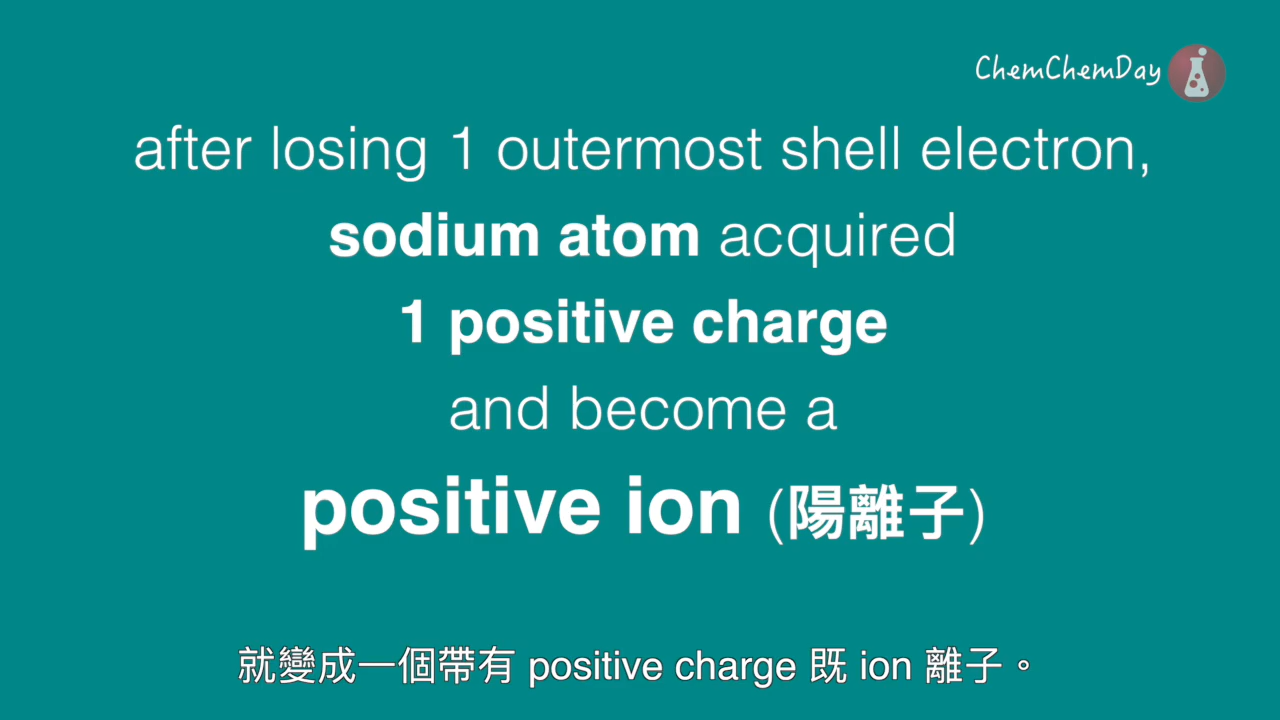 ChemChemDay
after losing 1 outermost shell electron,
sodium atom acquired
1 positive charge
and become a
positive ion (陽離子)
就變成一個帶有 positive charge 既 ion 離子。